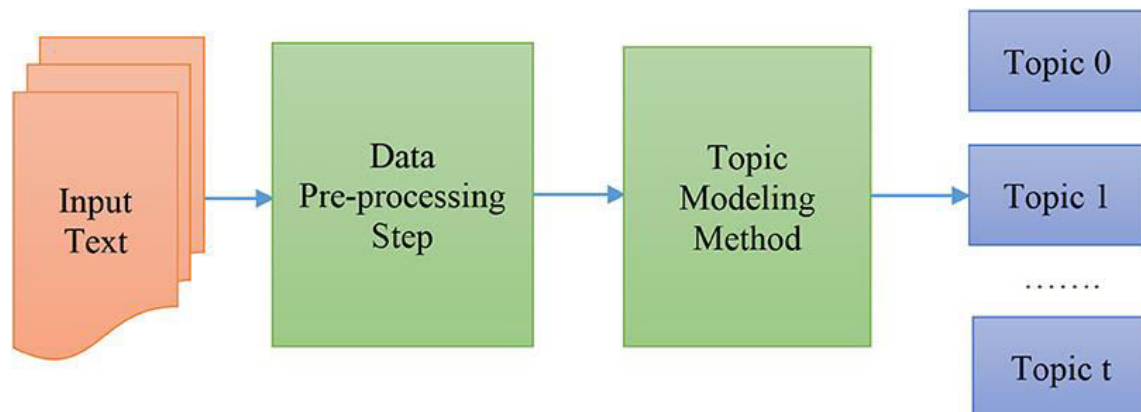 Input
Text
Data
Pre-processing
Step
Topic
Modeling
Method
Topic 0
Topic 1
.......
Topic t